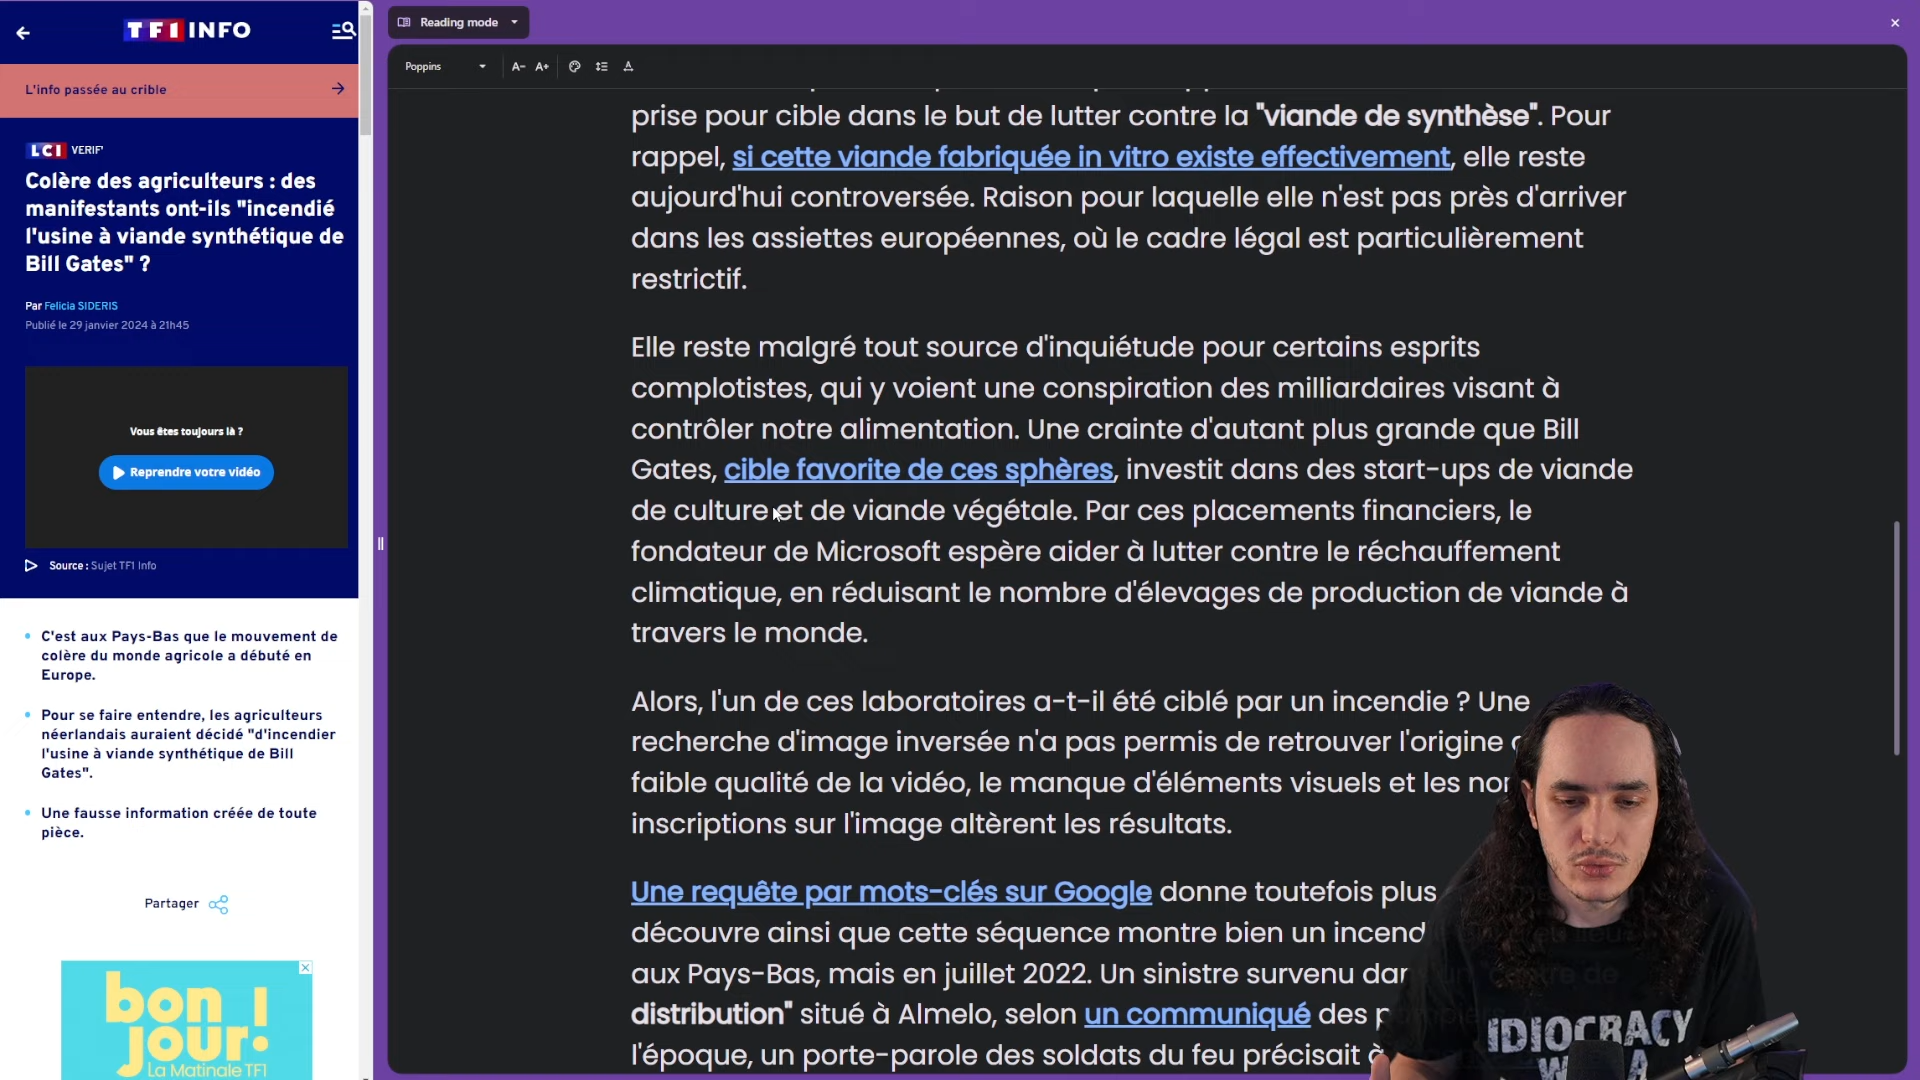 TF1 INFO
L'info passée au crible
LCI VERIF'
Colère des agriculteurs : des
manifestants ont-ils "incendié
l'usine à viande synthétique de
Bill Gates" ?
Par Felicia SIDERIS
Publié le 29 janvier 2024 à 21h45
Vous êtes toujours là ?
Reprendre votre vidéo
Source : Sujet TF1 Info
C'est aux Pays-Bas que le mouvement de
colère du monde agricole a débuté en
Europe.
Pour se faire entendre, les agriculteurs
néerlandais auraient décidé "d'incendier
l'usine à viande synthétique de Bill
Gates".
Une fausse information créée de toute
pièce.
Partager
bon
jour!
La Matinale TF1
Reading mode
Poppins
A-
A+
prise pour cible dans le but de lutter contre la "viande de synthèse". Pour
rappel, si cette viande fabriquée in vitro existe effectivement, elle reste
aujourd'hui controversée. Raison pour laquelle elle n'est pas près d'arriver
dans les assiettes européennes, où le cadre légal est particulièrement
restrictif.
Elle reste malgré tout source d'inquiétude pour certains esprits
complotistes, qui y voient une conspiration des milliardaires visant à
contrôler notre alimentation. Une crainte d'autant plus grande que Bill
Gates, cible favorite de ces sphères, investit dans des start-ups de viande
de culture et de viande végétale. Par ces placements financiers, le
fondateur de Microsoft espère aider à lutter contre le réchauffement
climatique, en réduisant le nombre d'élevages de production de viande à
travers le monde.
Alors, l'un de ces laboratoires a-t-il été ciblé par un incendie ? Une
recherche d'image inversée n'a pas permis de retrouver l'origine
faible qualité de la vidéo, le manque d'éléments visuels et les
inscriptions sur l'image altèrent les résultats.
Une requête par mots-clés sur Google donne toutefois plus
découvre ainsi que cette séquence montre bien un
aux Pays-Bas, mais en juillet 2022. Un sinistre survenu
distribution" situé à Almelo, selon un communiqué des
l'époque, un porte-parole des soldats du feu précisait à
IDIOCRACY